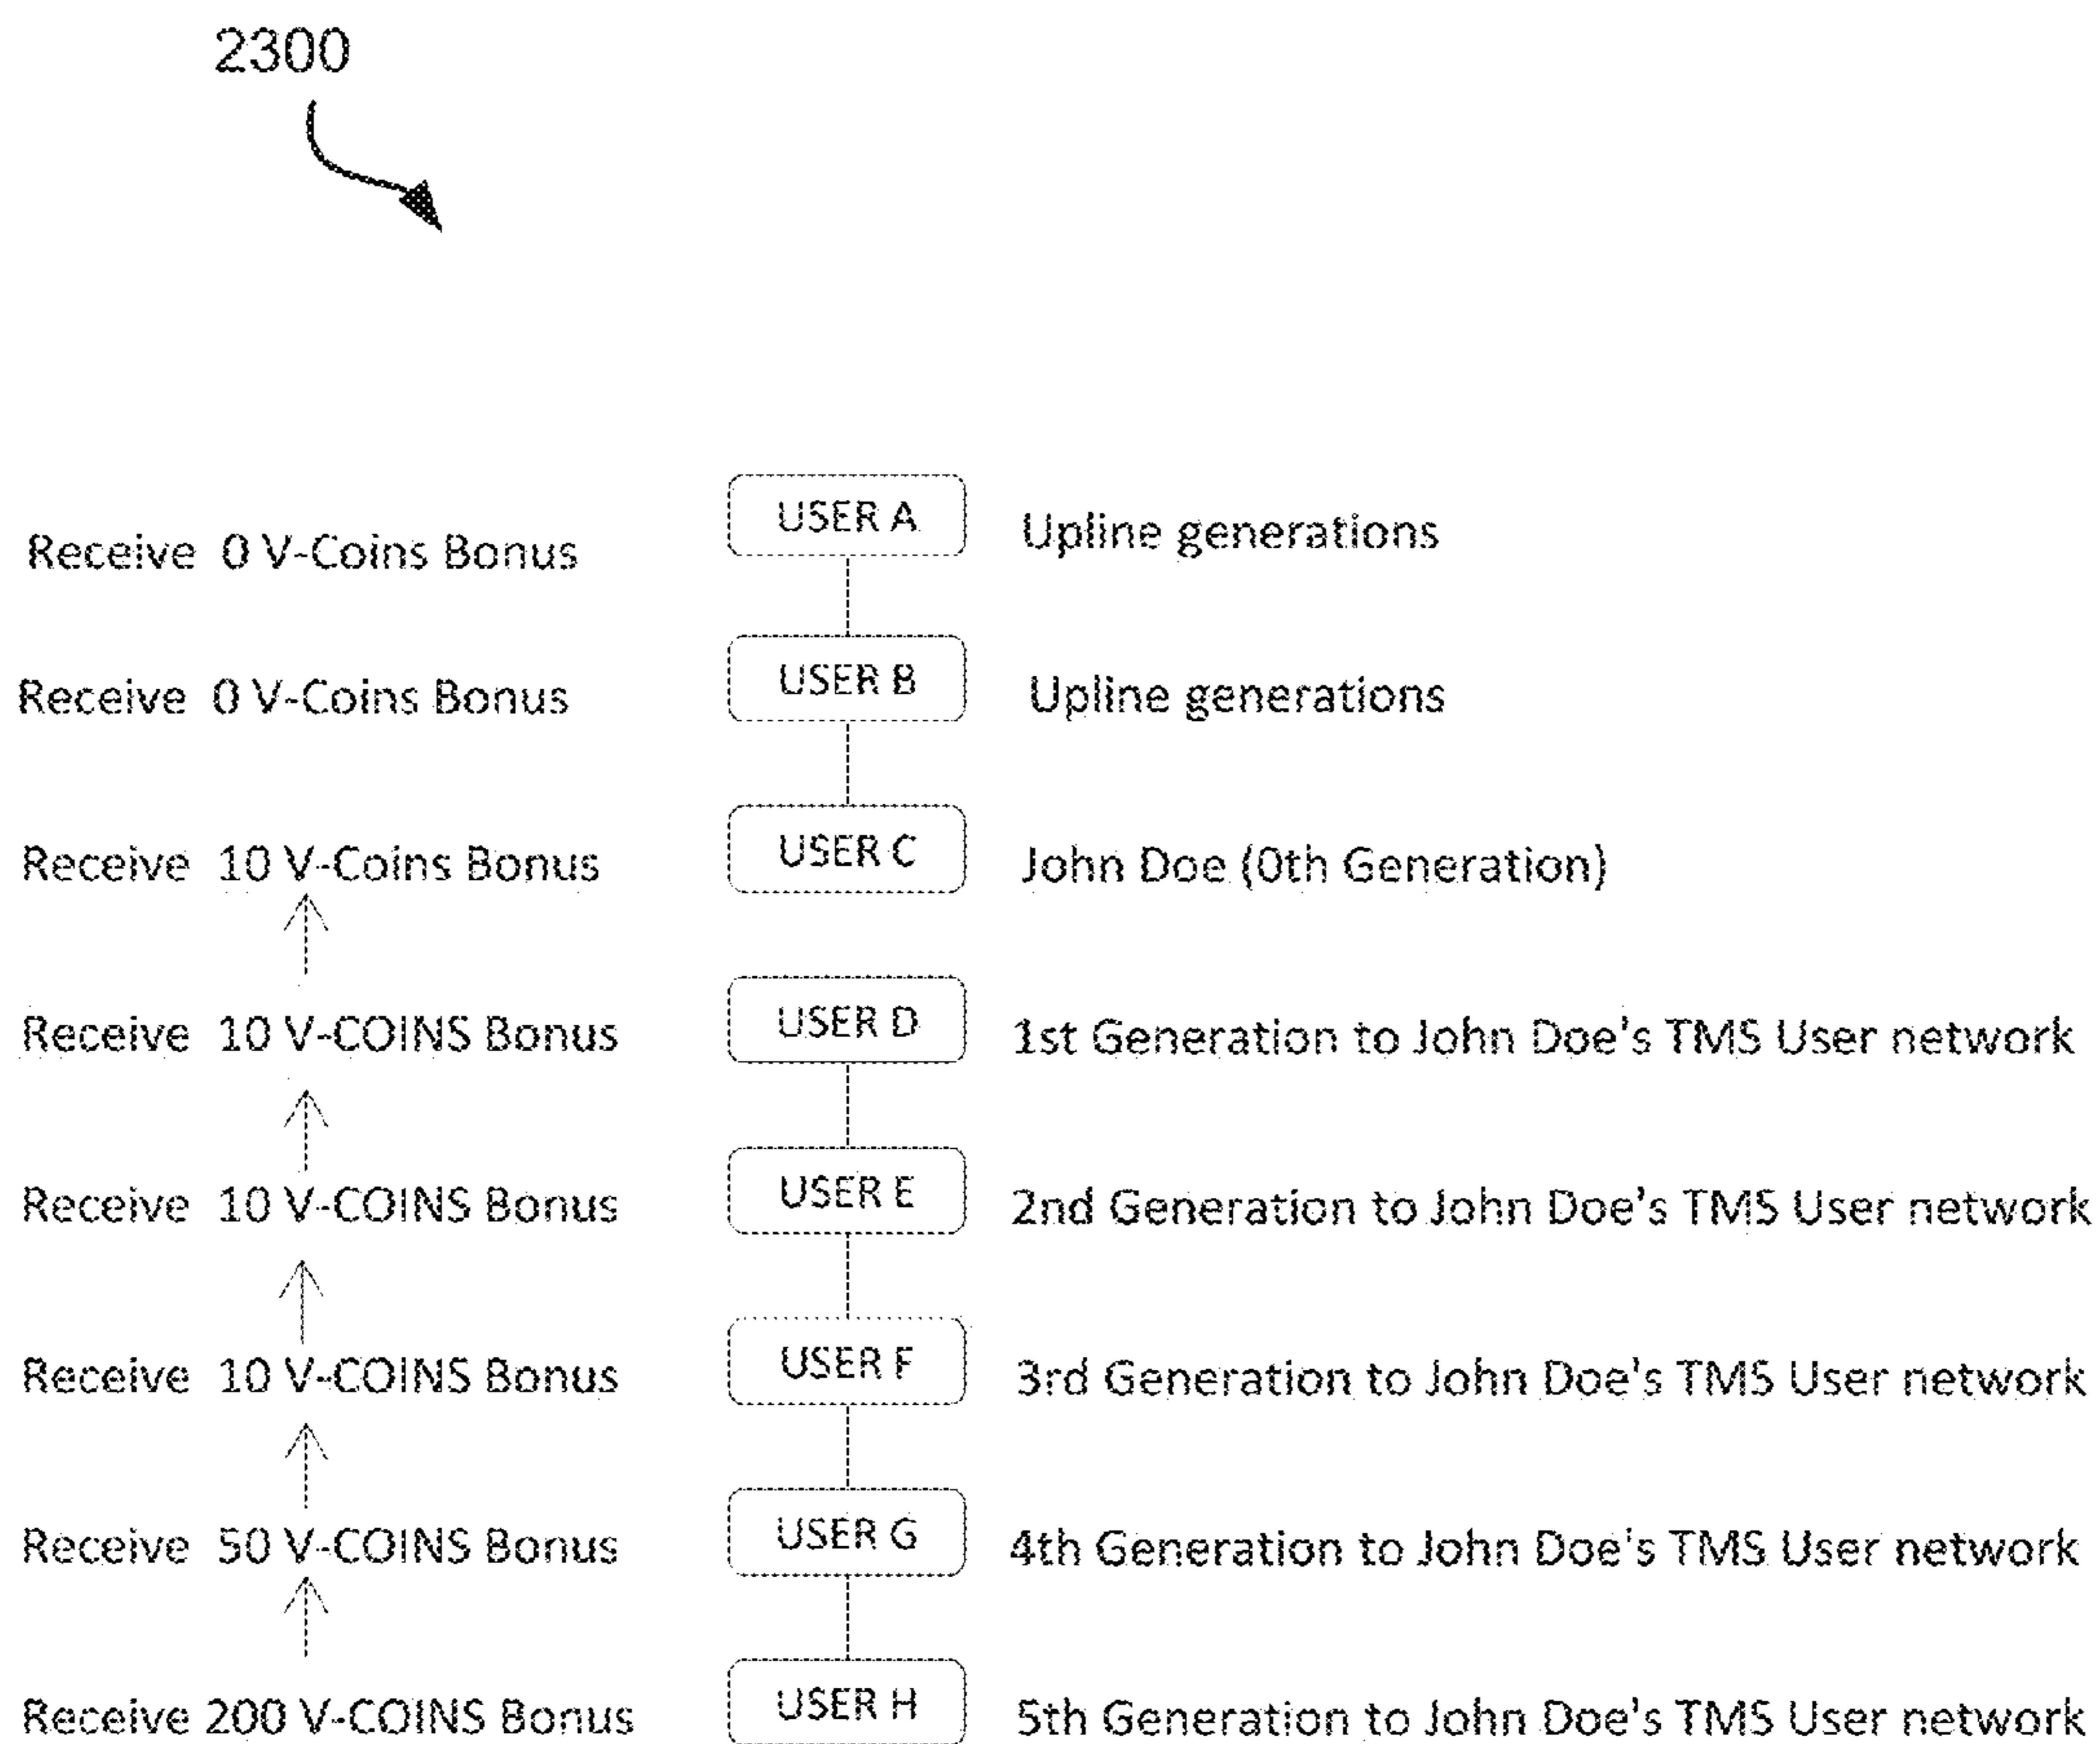 2300
Receive 0 V-Coins Bonus USER A Upline generations
Receive 0 V-Coins Bonus USER B Upline generations
Receive 10 V-Coins Bonus USER C John Doe (0th Generation)
Receive 10 V-COINS Bonus USER D 1st Generation to John Doe's TMS User network
Receive 10 V-COINS Bonus USER E 2nd Generation to John Doe's TMS User network
Receive 10 V-COINS Bonus USER F 3rd Generation to John Doe's TMS User network
Receive 50 V-COINS Bonus USER G 4th Generation to John Doe's TMS User network
Receive 200 V-COINS Bonus USER H 5th Generation to John Doe's TMS User network